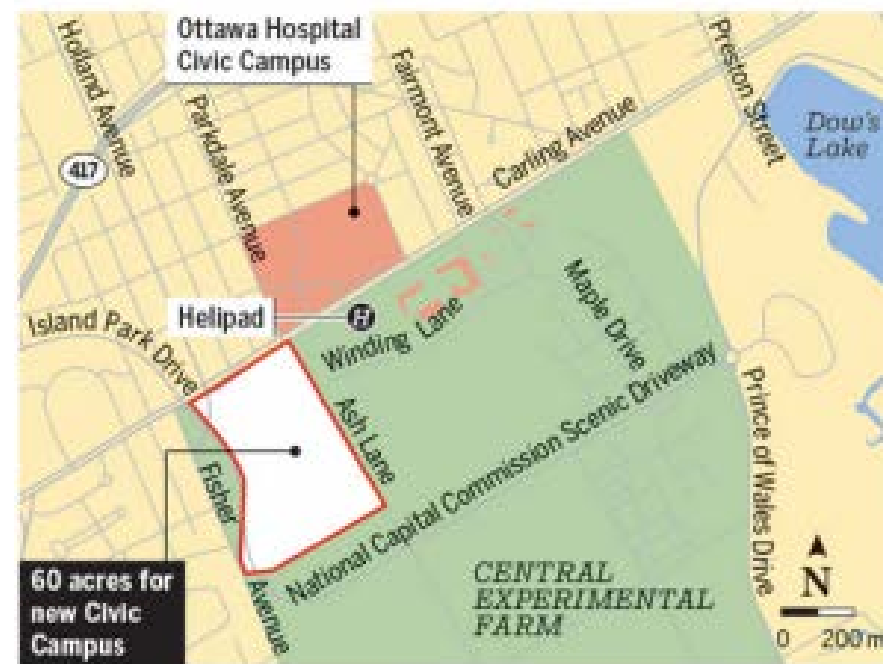 Holland Avenue
Ottawa Hospital
Civic Campus
Parkdale Avenue
Fairmont Avenue
Preston Street
Dow's
Lake
Carling Avenue
417
Helipad
H
Island Park Drive
Winding Lane
Maple Drive
Ash Lane
National Capital Commission Scenic Driveway
Prince of Wales Drive
Fisher
Avenue
60 acres for
new Civic
Campus
CENTRAL
EXPERIMENTAL
FARM
N
0 200 m